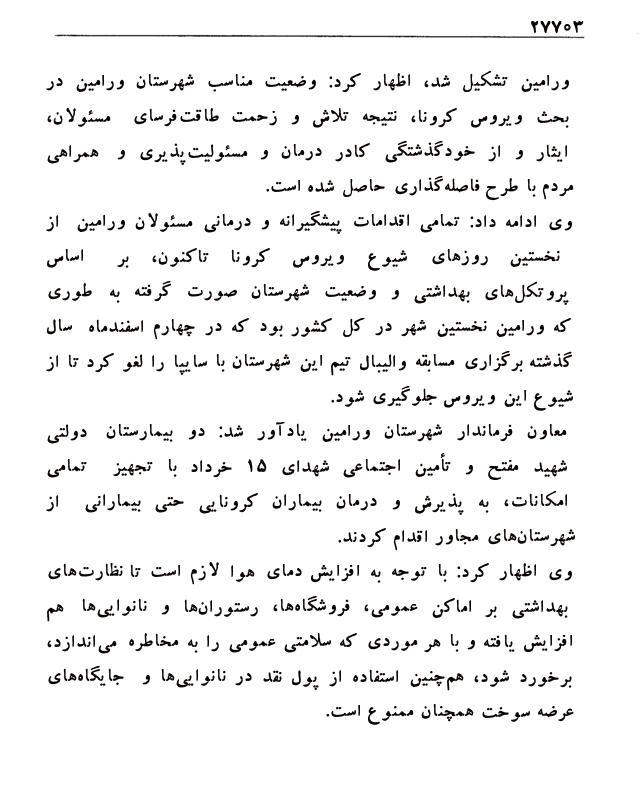 ۲۷۷۰۳
ورامین تشکیل شد، اظهار کرد: وضعیت مناسب شهرستان ورامین در
بحث ویروس کرونا، نتیجه تلاش و زحمت طاقت‌فرسای مسئولان،
ایثار و از خودگذشتگی کادر درمان و مسئولیت‌پذیری و همراهی
مردم با طرح فاصله‌گذاری حاصل شده است.
وی ادامه داد: تمامی اقدامات پیشگیرانه و درمانی مسئولان ورامین از
نخستین روزهای شیوع ویروس کرونا تاکنون، بر اساس
پروتکل‌های بهداشتی و وضعیت شهرستان صورت گرفته به طوری
که ورامین نخستین شهر در کل کشور بود که در چهارم اسفندماه سال
گذشته برگزاری مسابقه والیبال تیم این شهرستان با سایپا را لغو کرد تا از
شیوع این ویروس جلوگیری شود.
معاون فرماندار شهرستان ورامین یادآور شد: دو بیمارستان دولتی
شهید مفتح و تأمین اجتماعی شهدای ۱۵ خرداد با تجهیز تمامی
امکانات، به پذیرش و درمان بیماران کرونایی حتی بیمارانی از
شهرستان‌های مجاور اقدام کردند.
وی اظهار کرد: با توجه به افزایش دمای هوا لازم است تا نظارت‌های
بهداشتی بر اماکن عمومی، فروشگاه‌ها، رستوران‌ها و نانوایی‌ها هم
افزایش یافته و با هر موردی که سلامتی عمومی را به مخاطره می‌اندازد،
برخورد شود، هم‌چنین استفاده از پول نقد در نانوایی‌ها و جایگاه‌های
عرضه سوخت همچنان ممنوع است.